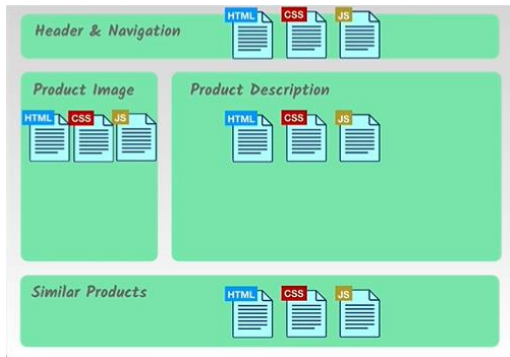 Header & Navigation
HTML CSS JS
Product Image
HTML CSS JS
Product Description
HTML CSS JS
Similar Products
HTML CSS JS